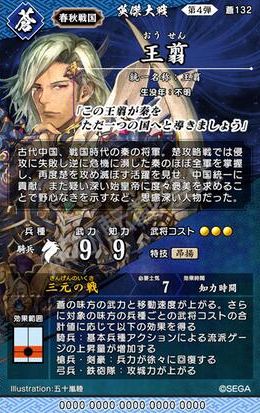 蒼
春秋戦国
英傑大戦
第4弾
蒼132
おう せん
王翦
統一名称：王翦
生没年：不明
「この王翦が秦を
ただ一つの国へと導きましょう」
古代中国、戦国時代の秦の将軍。楚攻略戦では侵
攻に失敗し逆に危機に瀕した秦のほぼ全軍を掌握
し、再度楚を攻め滅ぼす活躍を見せ、中国統一に
貢献。また疑い深い始皇帝に度々褒美を求めるこ
とで野心なきを示すなど、思慮深い人物だった。
兵種 武力 知力 武将コスト
騎兵 9 9
特技 昂揚
さんげんのいくさ
三元の戦
必要士気 7
効果時間 知力時間
効果範囲
蒼の味方の武力と移動速度が上がる。さら
に対象の味方の兵種ごとの武将コストの合
計値に応じて以下の効果を得る
騎兵：基本兵種アクションによる流派ゲー
ジの上昇量が増加する
槍兵・剣豪：兵力が徐々に回復する
弓兵・鉄砲隊：攻城力が上がる
Illustration:五十嵐睦
©SEGA
0000-0000-0000-0000-0000